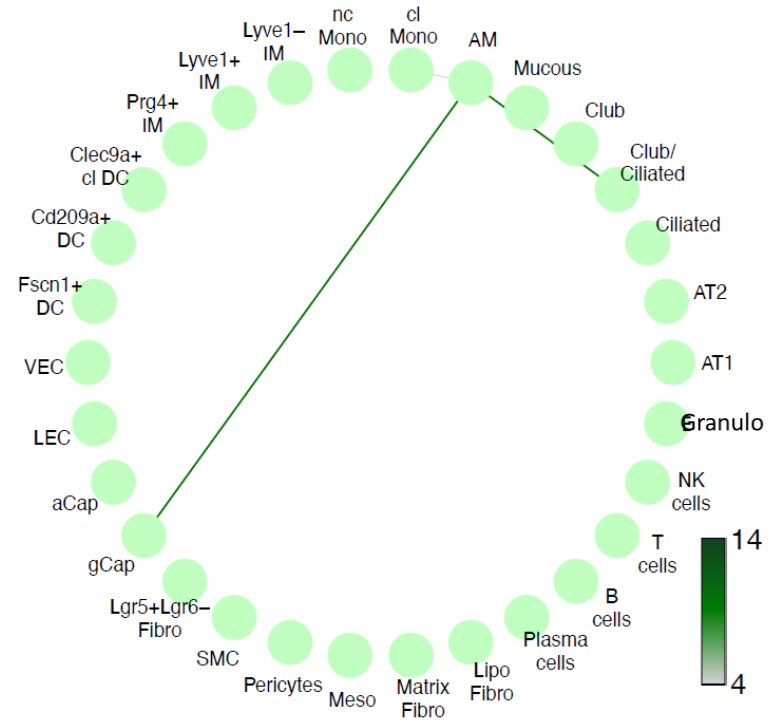 nc
Mono
cl
Mono
AM
Mucous
Club
Club/
Ciliated
Ciliated
AT2
AT1
Granulo
NK
cells
T
cells
B
cells
Plasma
cells
Lipo
Fibro
Matrix
Fibro
Meso
Pericytes
SMC
Lgr5+Lgr6−
Fibro
gCap
aCap
LEC
VEC
Fscn1+
DC
Cd209a+
DC
Clec9a+
cl DC
Prg4+
IM
Lyve1+
IM
Lyve1−
IM
14
4